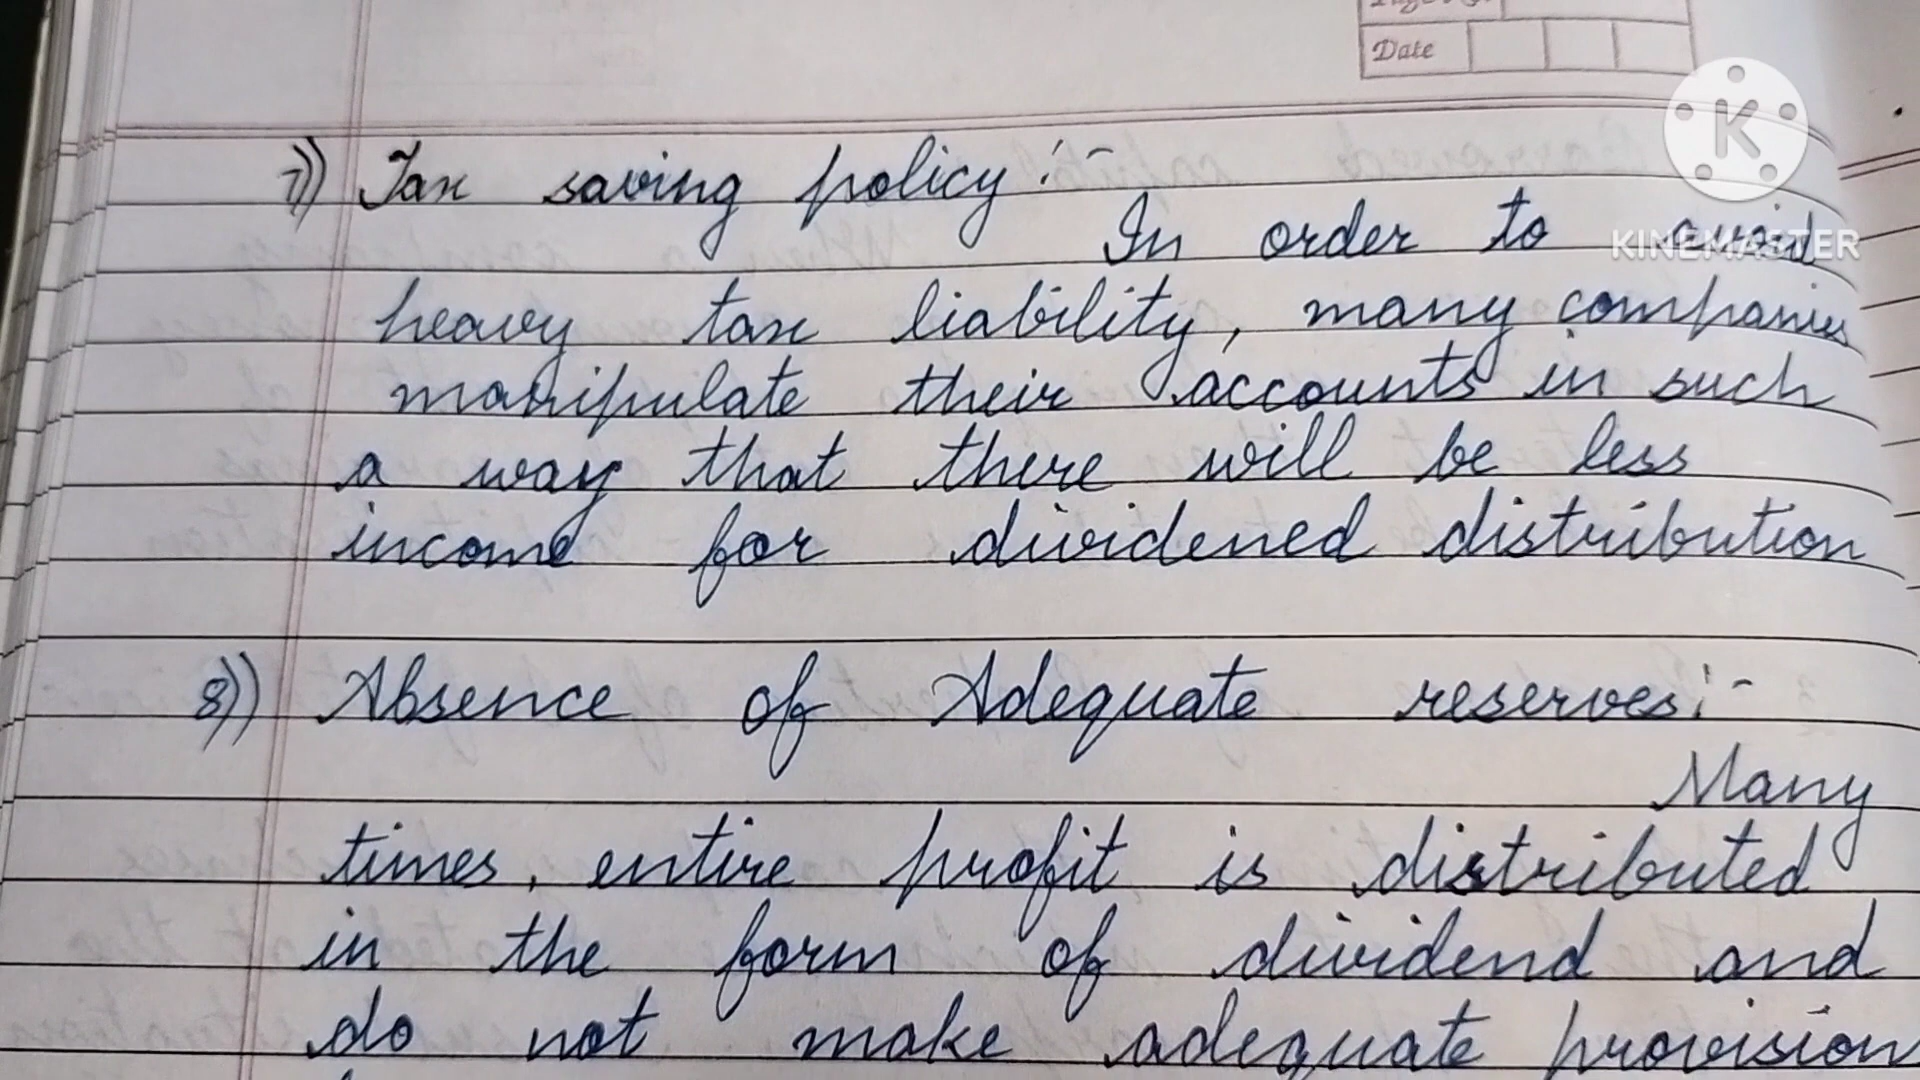 Date
K
KINEMASTER
7)) Tax saving policy :-
In order to avoid
heavy tax liability, many companies
manipulate their accounts in such
a way that there will be less
income for dividened distribution
8)) Absence of Adequate reserves:-
Many
times, entire profit is distributed
in the form of dividend and
do not make adequate provision